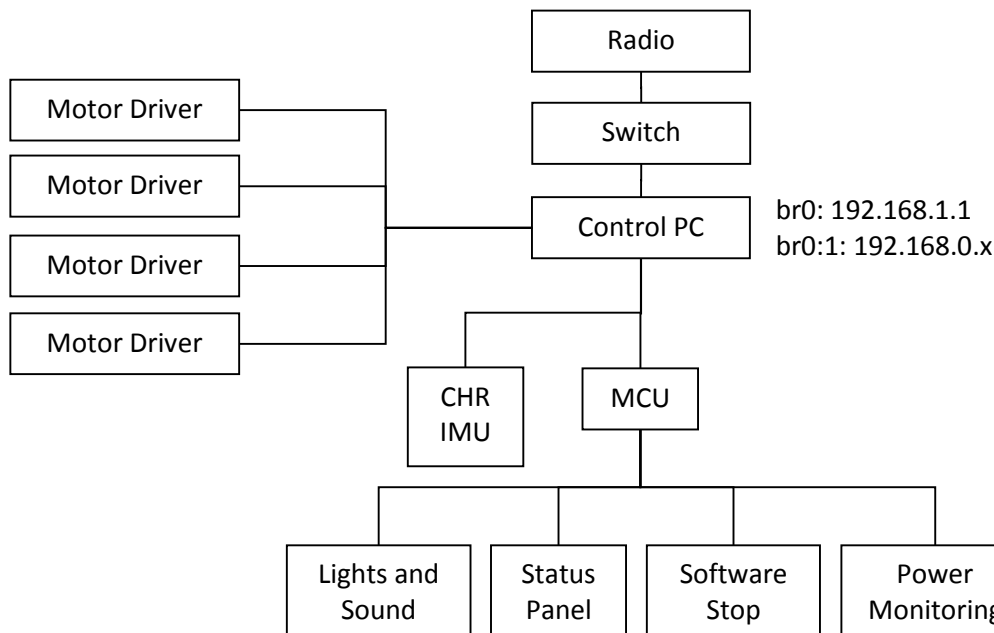 Radio
Motor Driver
Switch
Motor Driver
Control PC
br0: 192.168.1.1
br0:1: 192.168.0.x
Motor Driver
Motor Driver
CHR
IMU
MCU
Lights and
Sound
Status
Panel
Software
Stop
Power
Monitoring